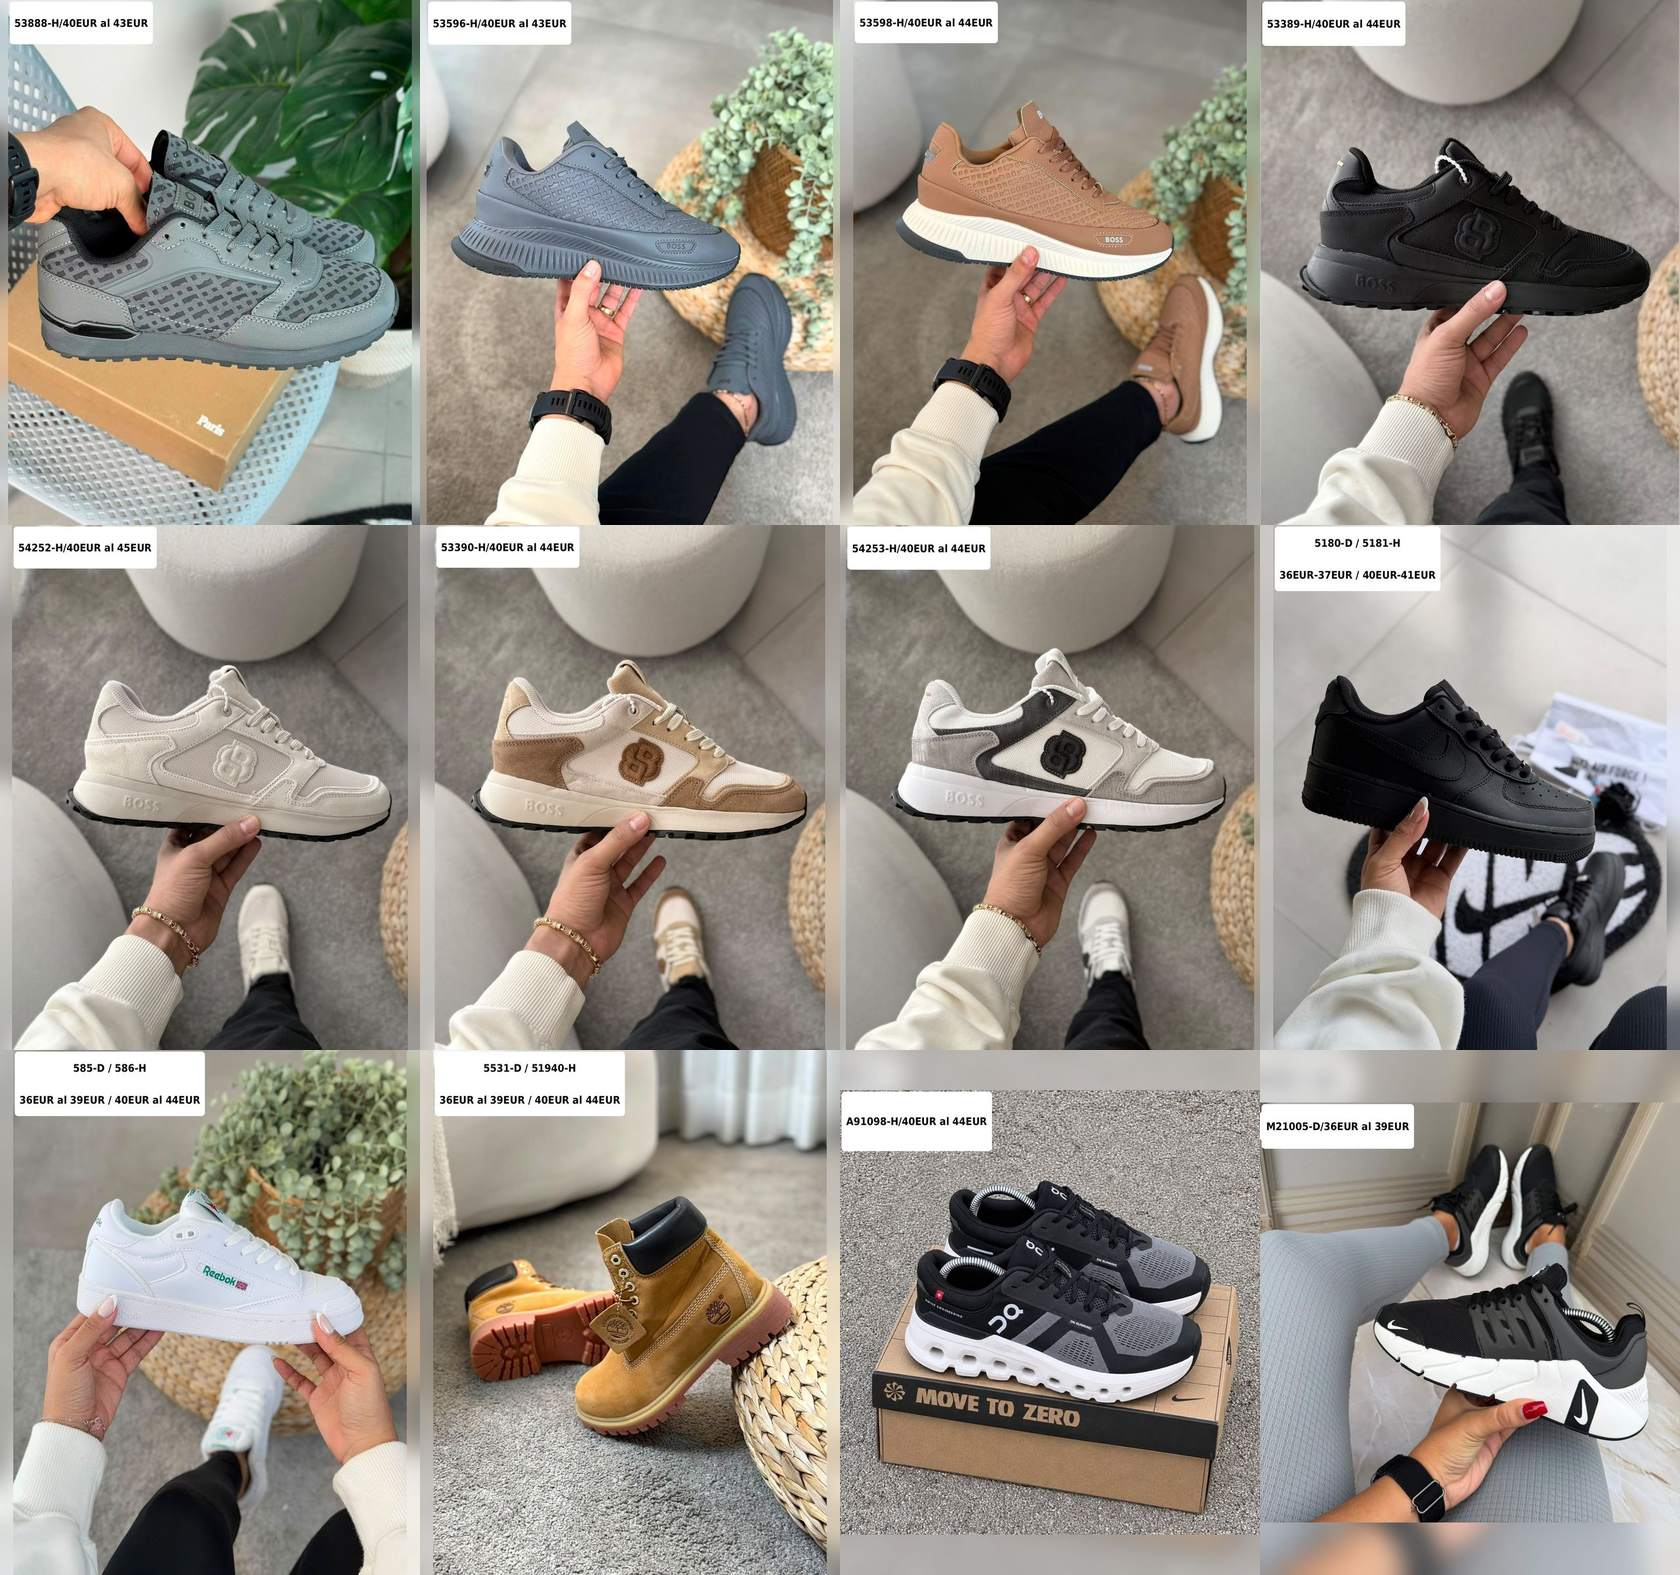 53888-H/40EUR al 43EUR
Paris
53596-H/40EUR al 43EUR
BOSS
53598-H/40EUR al 44EUR
BOSS
53389-H/40EUR al 44EUR
BOSS
54252-H/40EUR al 45EUR
BOSS
53390-H/40EUR al 44EUR
BOSS
54253-H/40EUR al 44EUR
BOSS
5180-D / 5181-H
36EUR-37EUR / 40EUR-41EUR
585-D / 586-H
36EUR al 39EUR / 40EUR al 44EUR
Reebok
5531-D / 51940-H
36EUR al 39EUR / 40EUR al 44EUR
A91098-H/40EUR al 44EUR
MOVE TO ZERO
M21005-D/36EUR al 39EUR